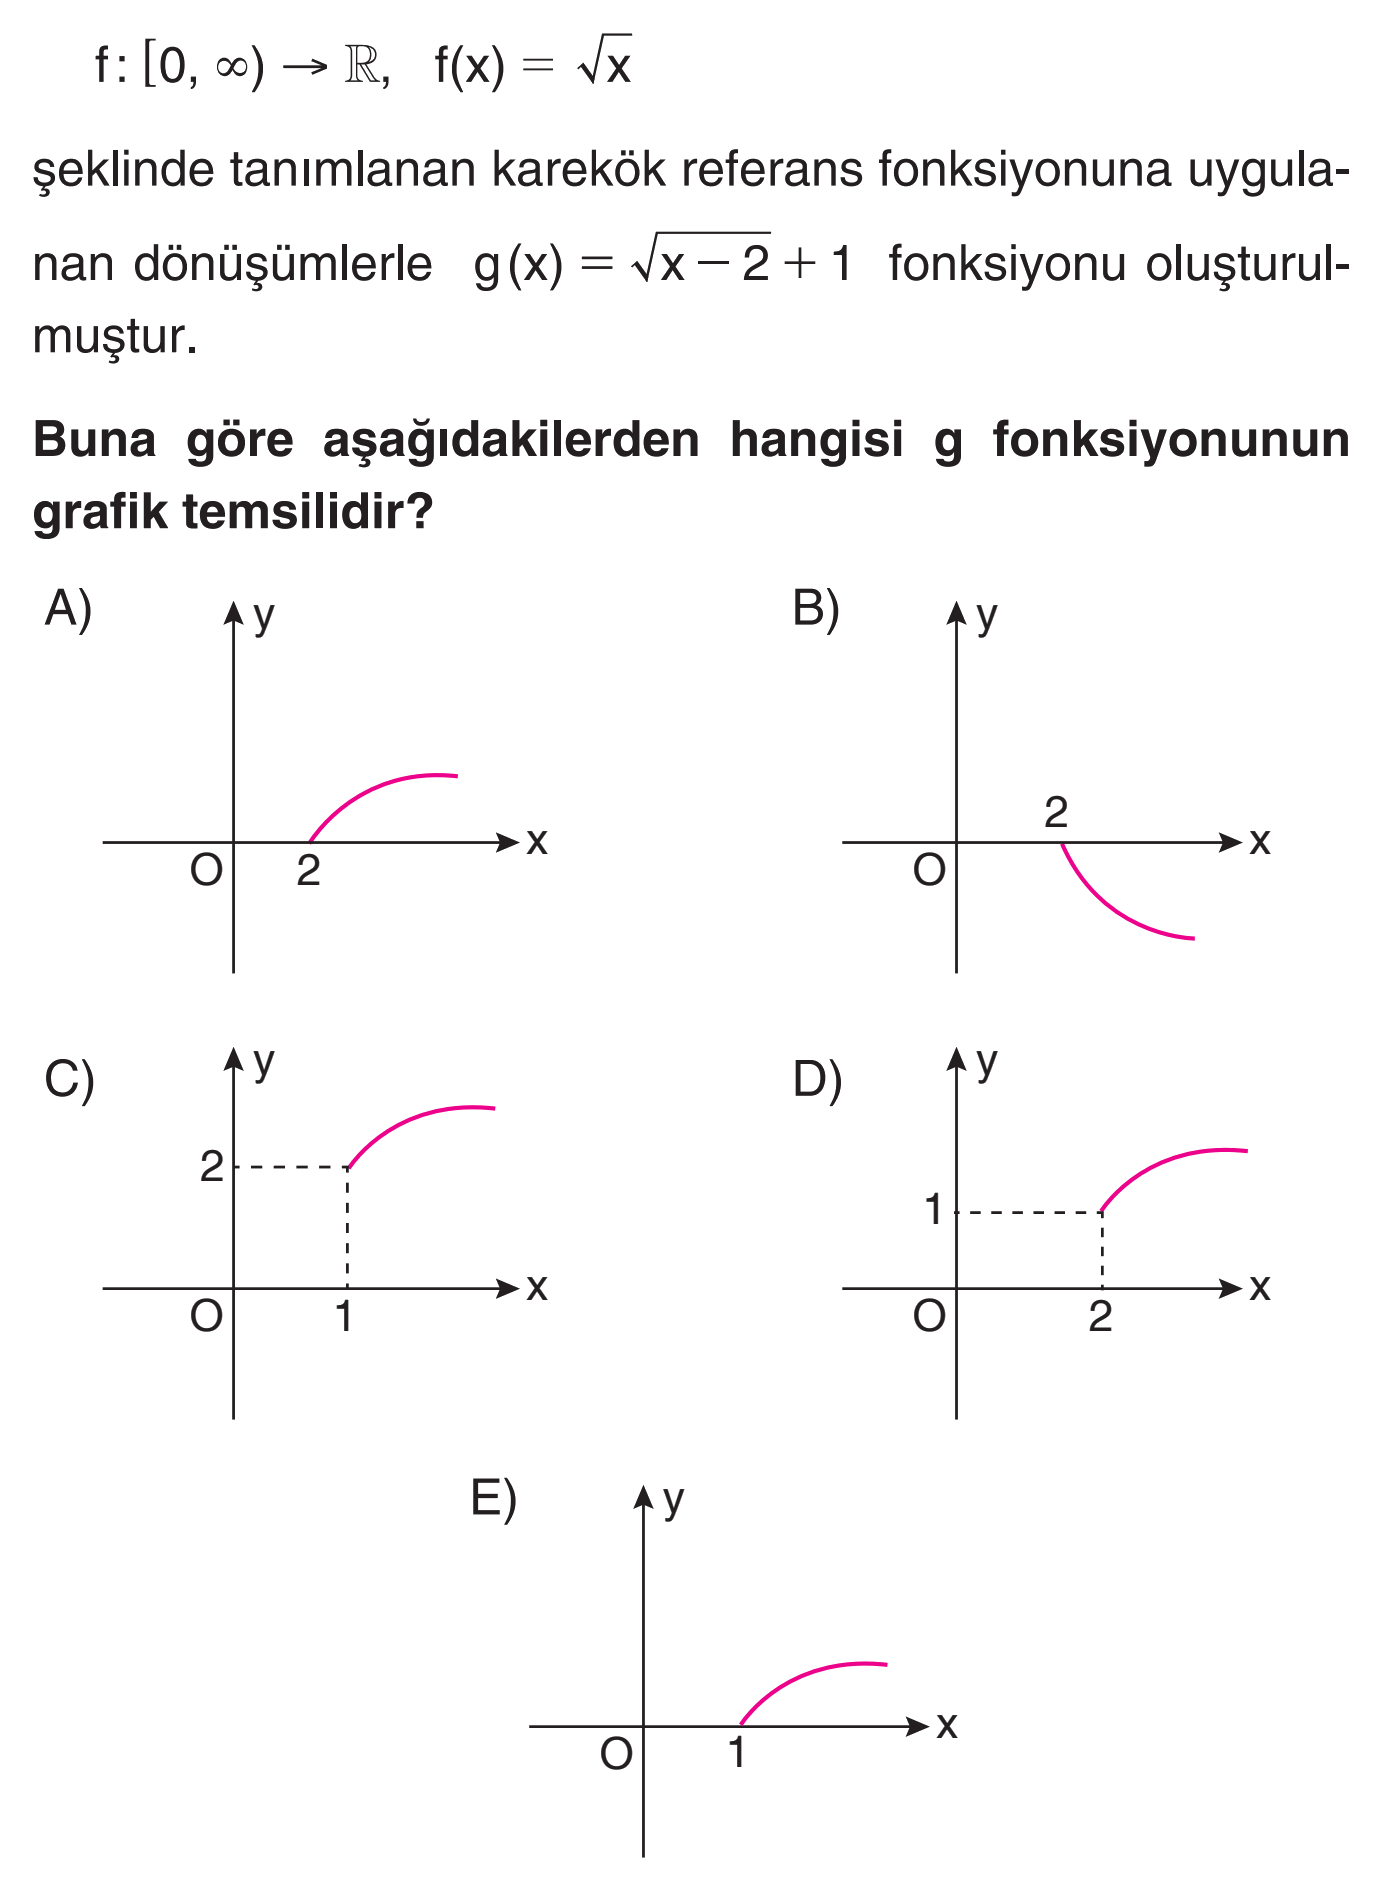 f: [0, ∞) → ℝ, f(x) = √x
şeklinde tanımlanan karekök referans fonksiyonuna uygula-
nan dönüşümlerle g(x) = √(x − 2) + 1 fonksiyonu oluşturul-
muştur.
Buna göre aşağıdakilerden hangisi g fonksiyonunun
grafik temsilidir?
A) y
x
O 2
B) y
2
x
O
C) y
2
x
O 1
D) y
1
x
O 2
E) y
x
O 1